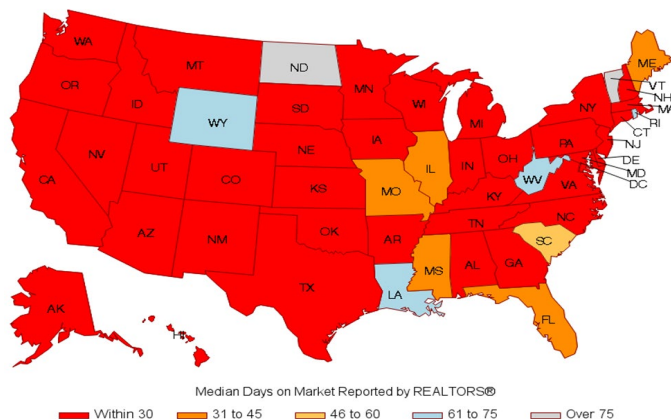 WA
ME
MT
ND
VT
MN
NH
OR
MA
ID
WI
NY
SD
RI
MI
WY
CT
IA
PA
NJ
NE
OH
NV
IL
IN
DE
UT
MD
CO
WV
VA
DC
CA
KS
MO
KY
NC
TN
OK
AZ
NM
AR
SC
MS
AL
GA
TX
LA
AK
FL
HI
Median Days on Market Reported by REALTORS®
Within 30 31 to 45 46 to 60 61 to 75 Over 75